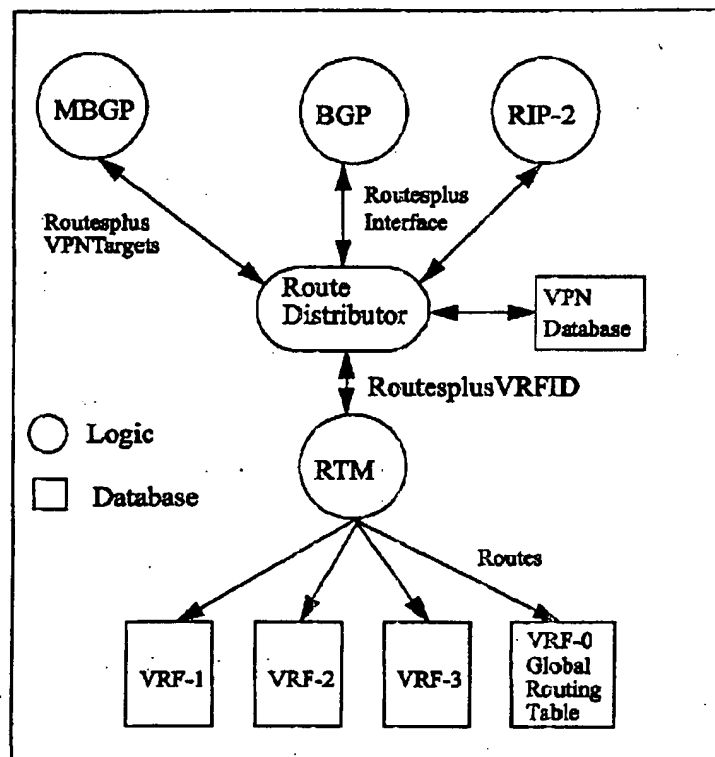 MBGP
BGP
RIP-2
Routesplus
VPNTargets
Routesplus
Interface
Route
Distributor
VPN
Database
RoutesplusVRFID
Logic
Database
RTM
Routes
VRF-1
VRF-2
VRF-3
VRF-0
Global
Routing
Table